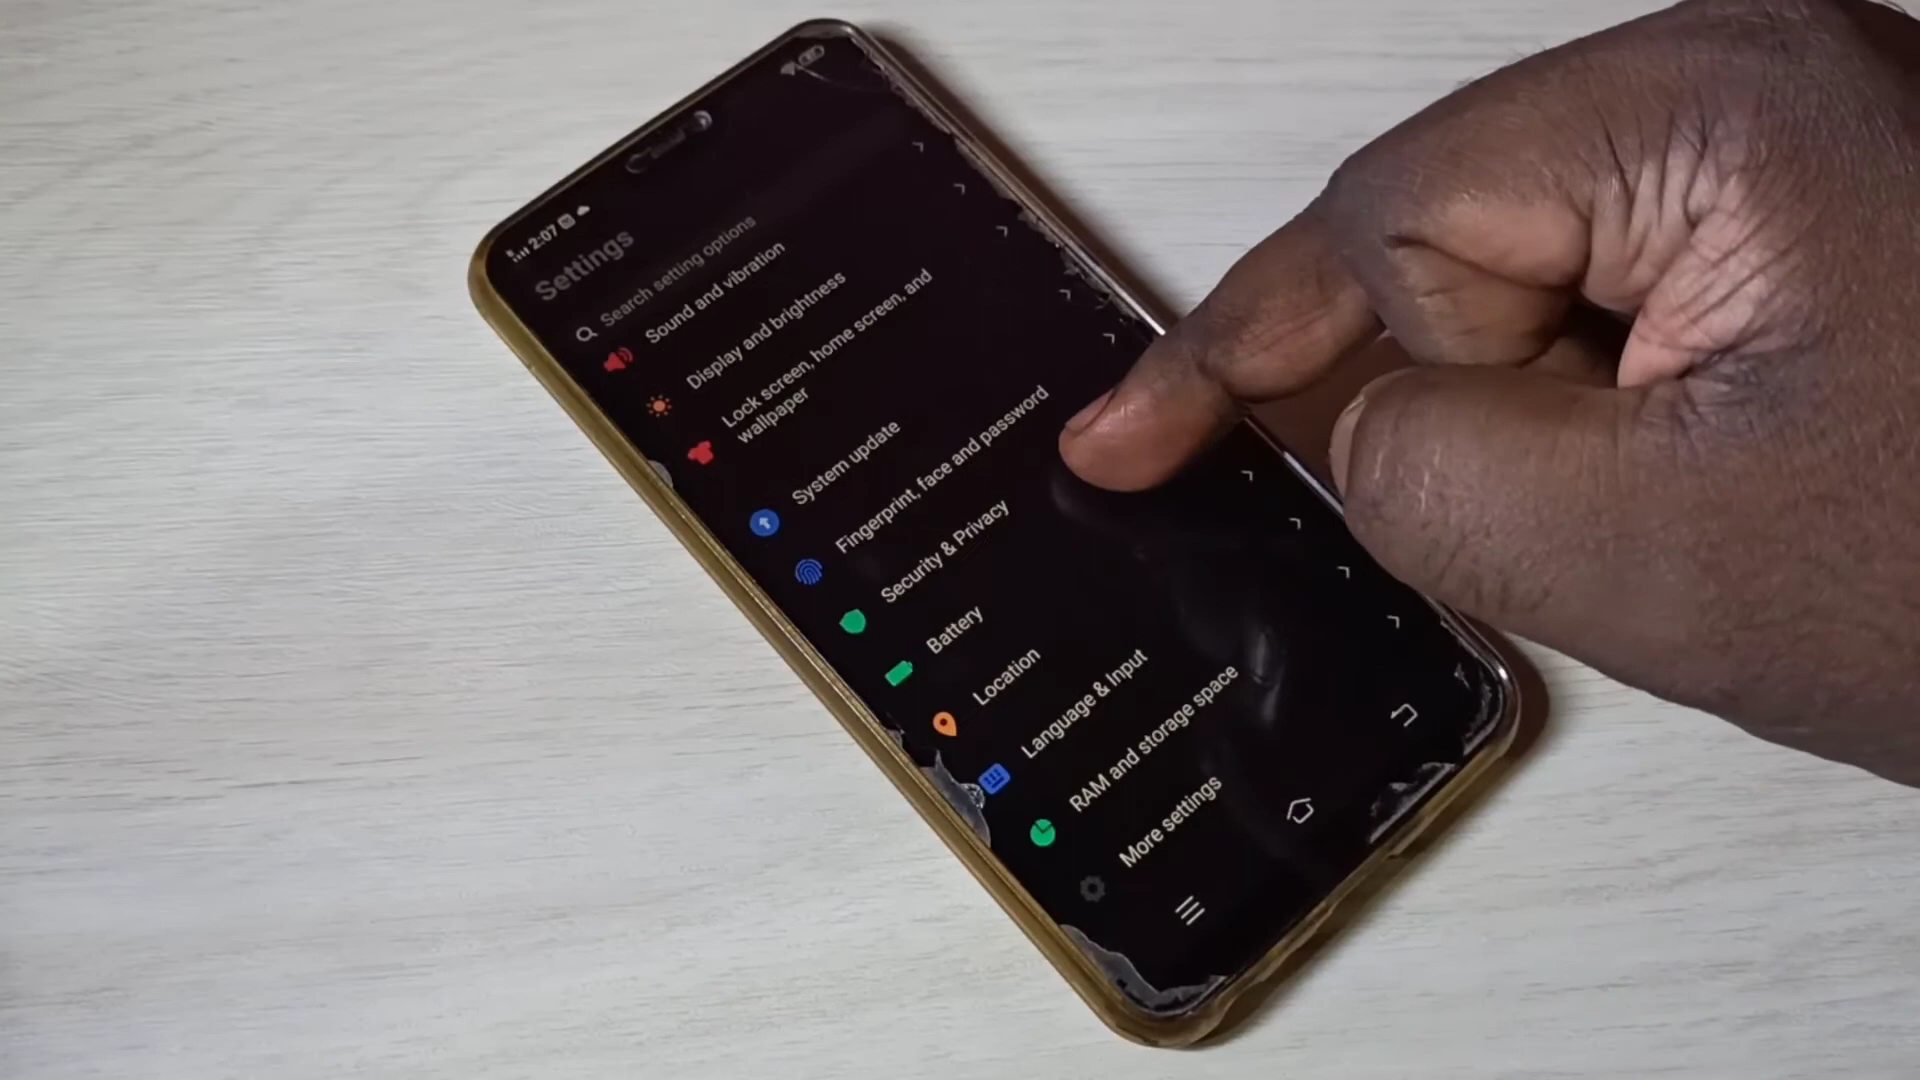 2:07
Settings
Search setting options
Sound and vibration
Display and brightness
Lock screen, home screen, and
wallpaper
System update
Fingerprint, face and password
Security & Privacy
Battery
Location
Language & Input
RAM and storage space
More settings